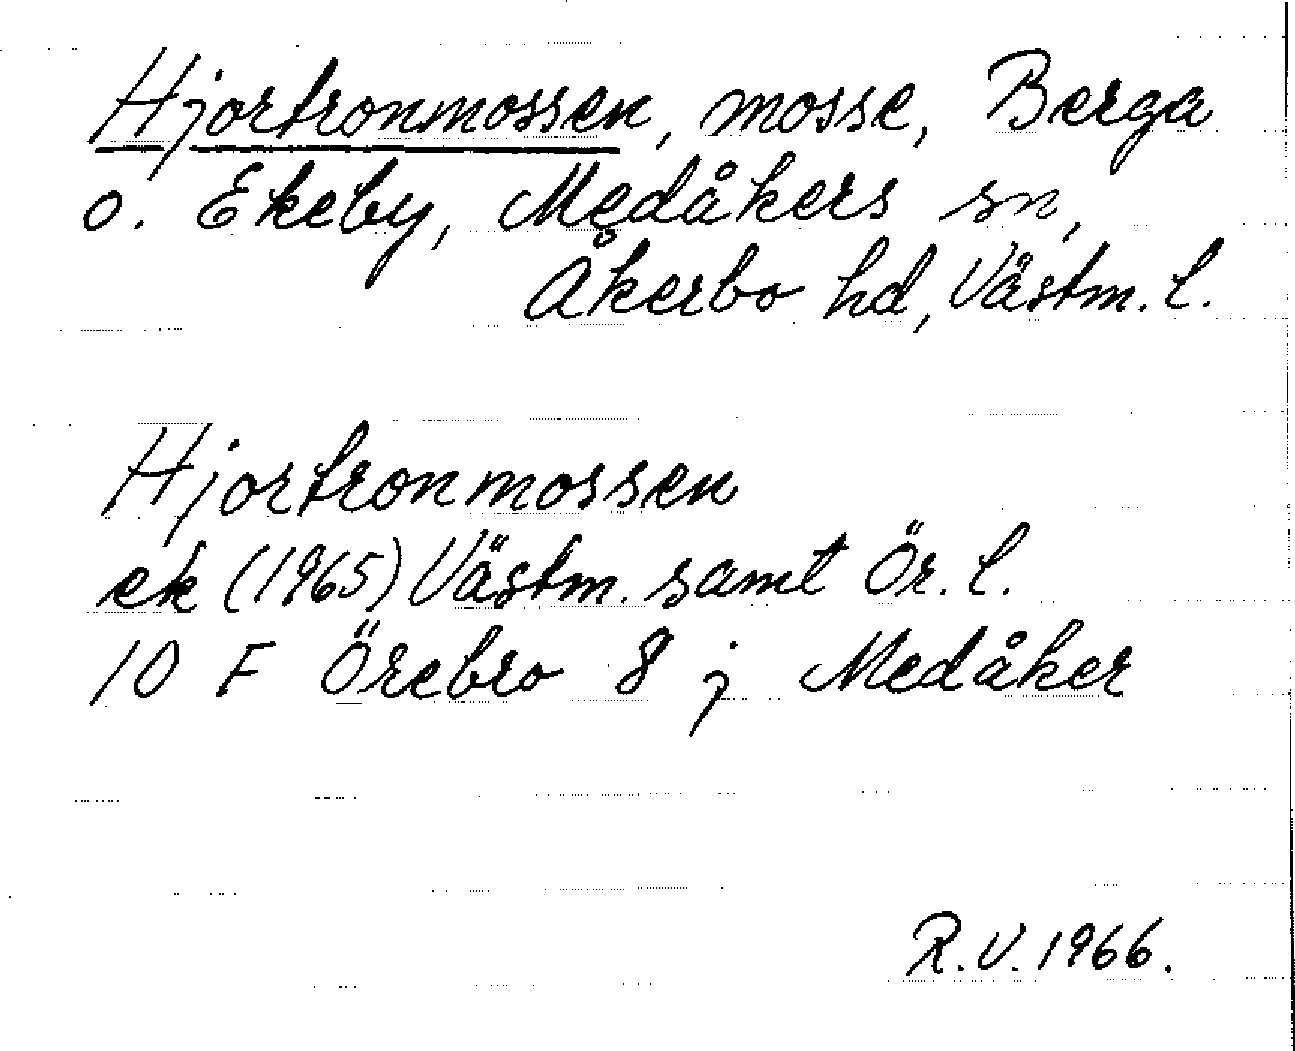 Hjortronmossen, mosse, Berga
o. Ekeby, Medåkers sn,
Åkerbo hd, Västm. l.
Hjortronmossen
ek (1965) Västm. samt Ör. l.
10 F Örebro 8 j Medåker
R.V. 1966.